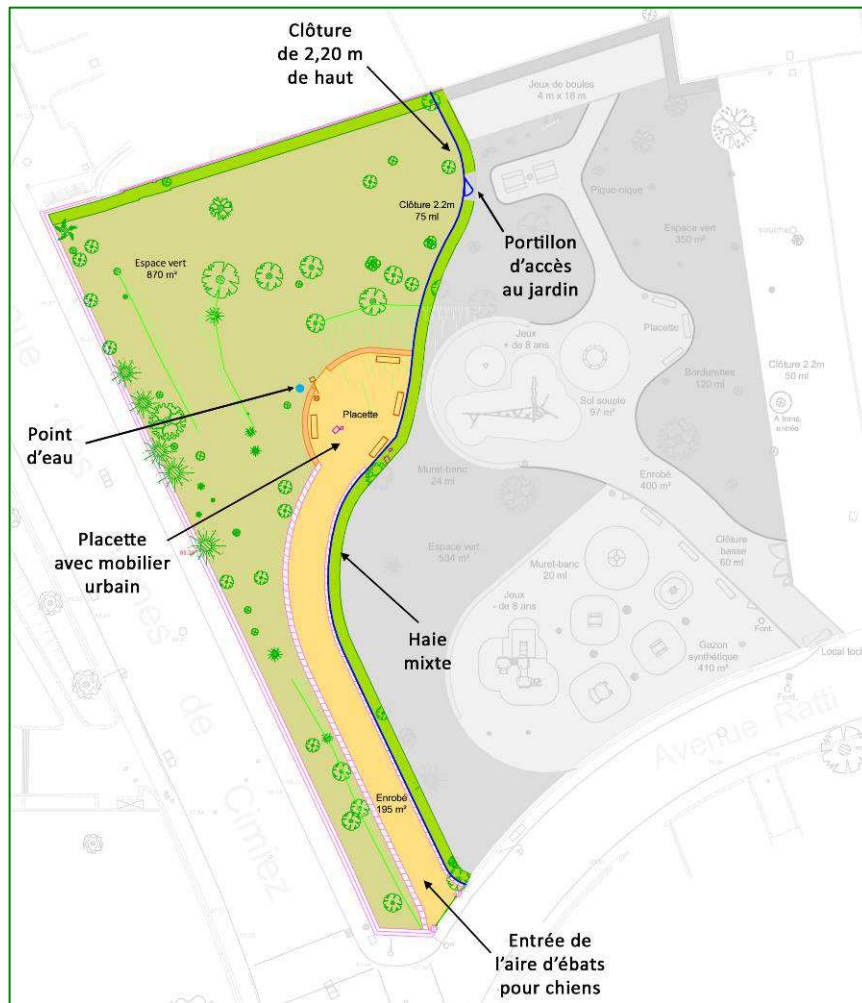 Clôture
de 2,20 m
de haut
Jeux de boules
4 m x 18 m
Pique-nique
Clôture 2.2m
75 ml
Portillon
d'accès
au jardin
Espace vert
350 m²
souche
Espace vert
870 m²
Placette
Jeux
+ de 8 ans
Bordurettes
120 ml
Clôture 2.2m
50 ml
Sol souple
97 m²
Placette
Point
d'eau
Muret-banc
24 ml
Enrobé
400 m²
Placette
avec mobilier
urbain
Espace vert
534 m²
Clôture
basse
60 ml
Muret-banc
20 ml
Jeux
- de 8 ans
Haie
mixte
Font.
Gazon
synthétique
410 m²
Font.
de
Cimiez
Avenue Ratti
Enrobé
195 m²
Entrée de
l'aire d'ébats
pour chiens